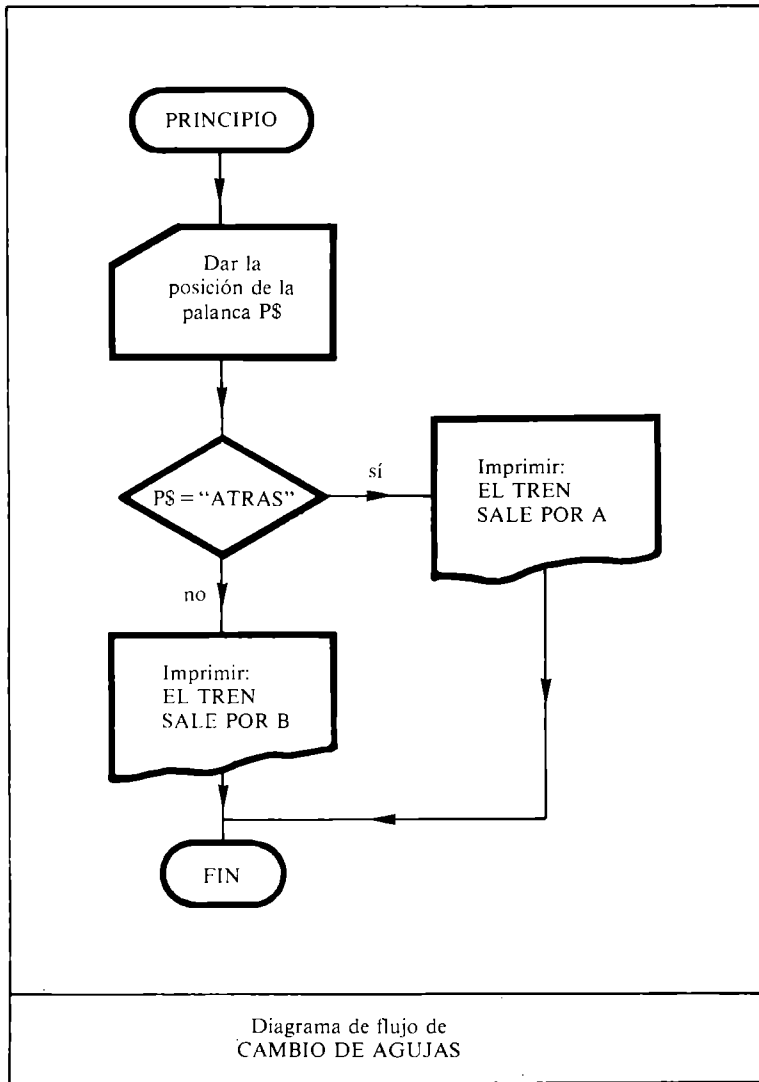 PRINCIPIO
Dar la
posición de la
palanca P$
P$ = "ATRAS"
sí
Imprimir:
EL TREN
SALE POR A
no
Imprimir:
EL TREN
SALE POR B
FIN
Diagrama de flujo de
CAMBIO DE AGUJAS